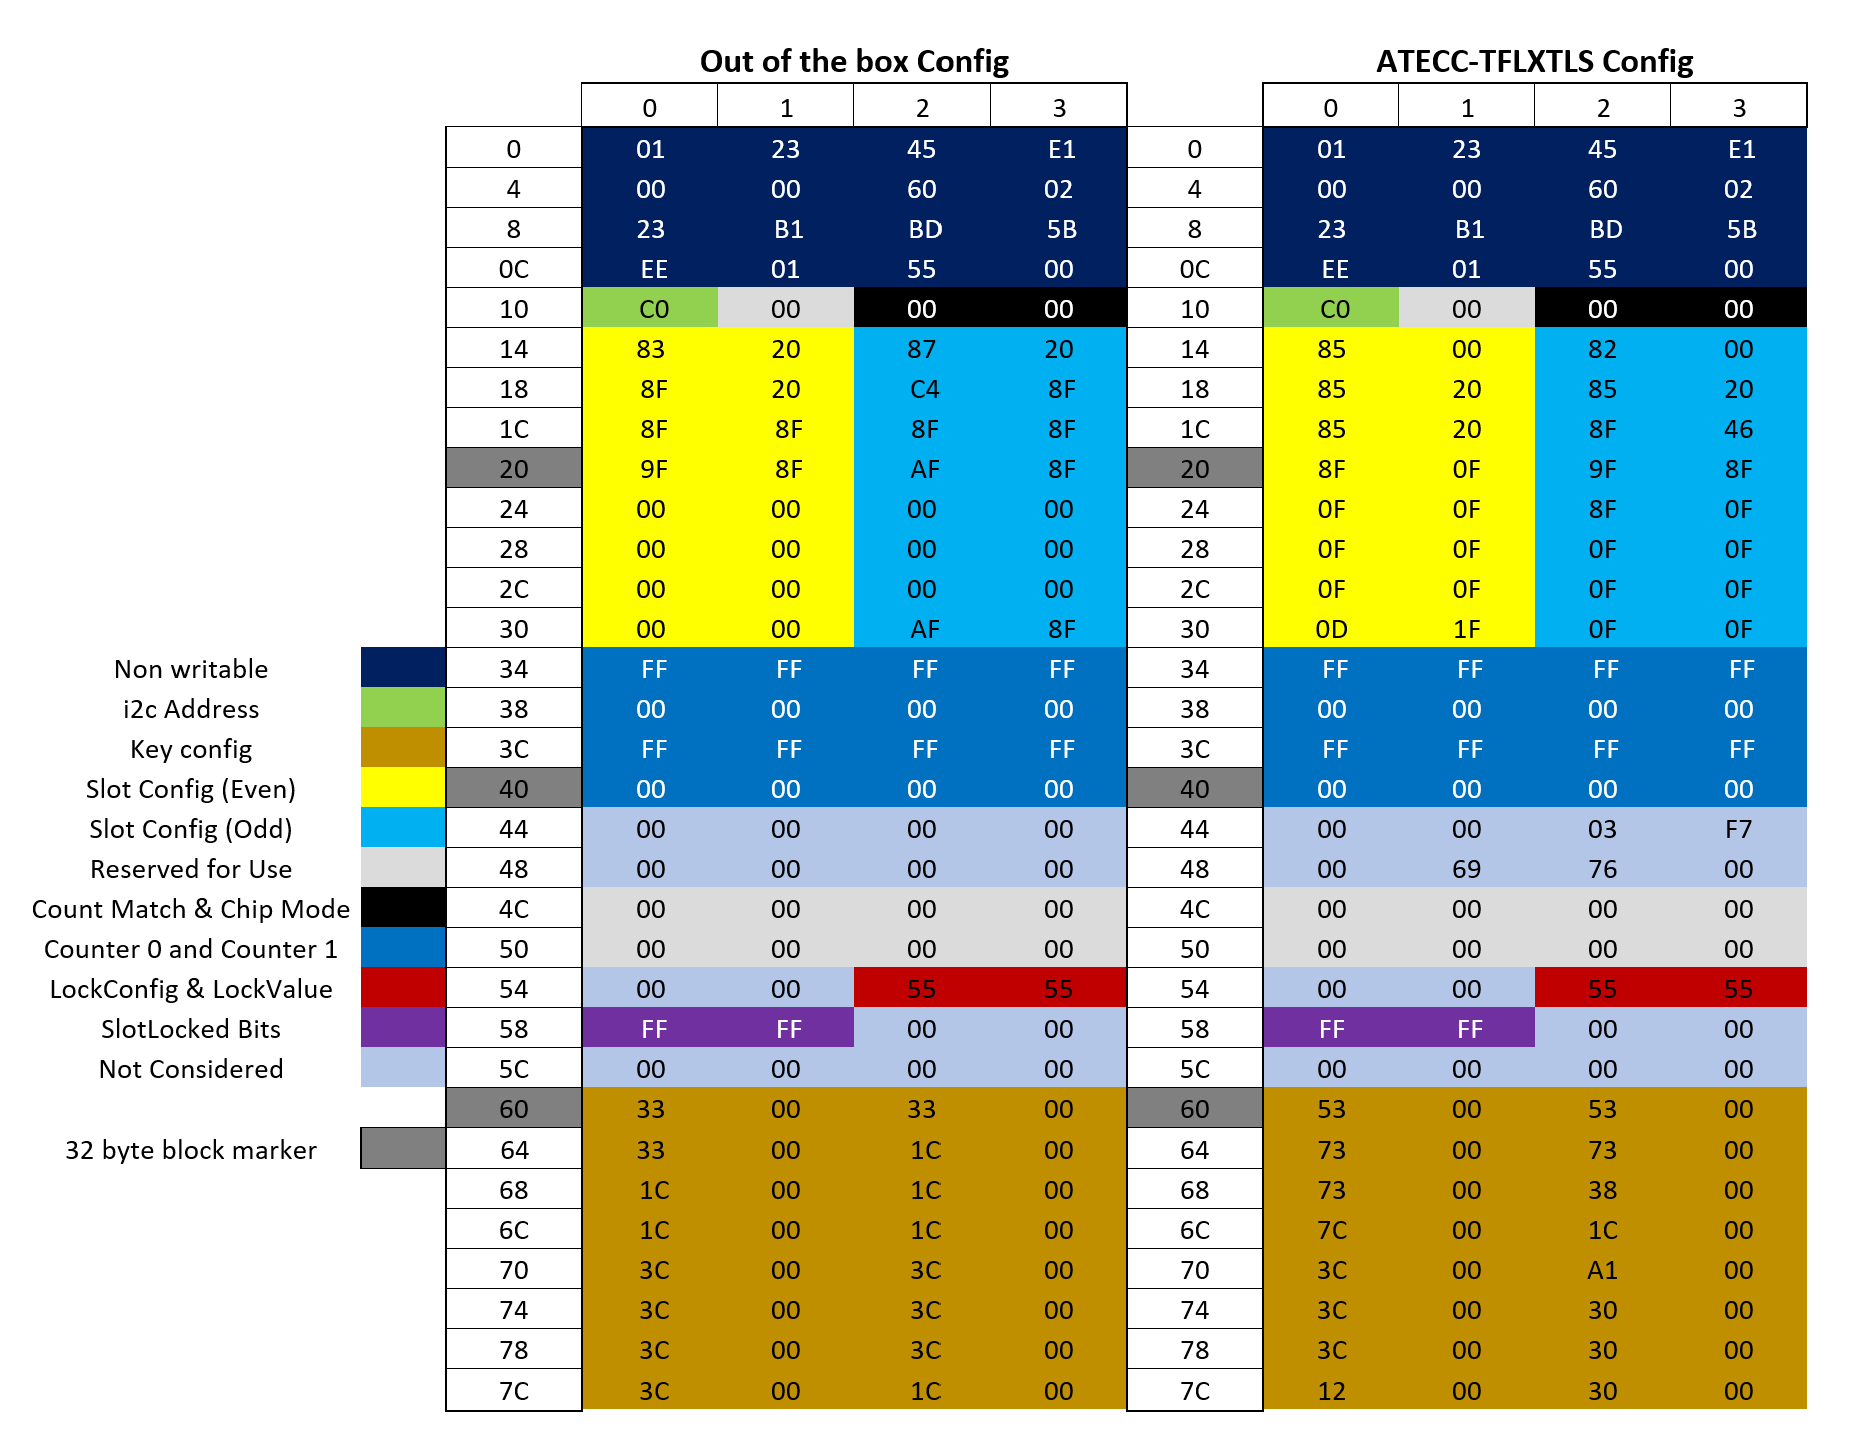 Out of the box Config ATECC-TFLXTLS Config
0 1 2 3 0 1 2 3
0 01 23 45 E1 0 01 23 45 E1
4 00 00 60 02 4 00 00 60 02
8 23 B1 BD 5B 8 23 B1 BD 5B
0C EE 01 55 00 0C EE 01 55 00
10 C0 00 00 00 10 C0 00 00 00
14 83 20 87 20 14 85 00 82 00
18 8F 20 C4 8F 18 85 20 85 20
1C 8F 8F 8F 8F 1C 85 20 8F 46
20 9F 8F AF 8F 20 8F 0F 9F 8F
24 00 00 00 00 24 0F 0F 8F 0F
28 00 00 00 00 28 0F 0F 0F 0F
2C 00 00 00 00 2C 0F 0F 0F 0F
30 00 00 AF 8F 30 0D 1F 0F 0F
Non writable 34 FF FF FF FF 34 FF FF FF FF
i2c Address 38 00 00 00 00 38 00 00 00 00
Key config 3C FF FF FF FF 3C FF FF FF FF
Slot Config (Even) 40 00 00 00 00 40 00 00 00 00
Slot Config (Odd) 44 00 00 00 00 44 00 00 03 F7
Reserved for Use 48 00 00 00 00 48 00 69 76 00
Count Match & Chip Mode 4C 00 00 00 00 4C 00 00 00 00
Counter 0 and Counter 1 50 00 00 00 00 50 00 00 00 00
LockConfig & LockValue 54 00 00 55 55 54 00 00 55 55
SlotLocked Bits 58 FF FF 00 00 58 FF FF 00 00
Not Considered 5C 00 00 00 00 5C 00 00 00 00
60 33 00 33 00 60 53 00 53 00
32 byte block marker 64 33 00 1C 00 64 73 00 73 00
68 1C 00 1C 00 68 73 00 38 00
6C 1C 00 1C 00 6C 7C 00 1C 00
70 3C 00 3C 00 70 3C 00 A1 00
74 3C 00 3C 00 74 3C 00 30 00
78 3C 00 3C 00 78 3C 00 30 00
7C 3C 00 1C 00 7C 12 00 30 00